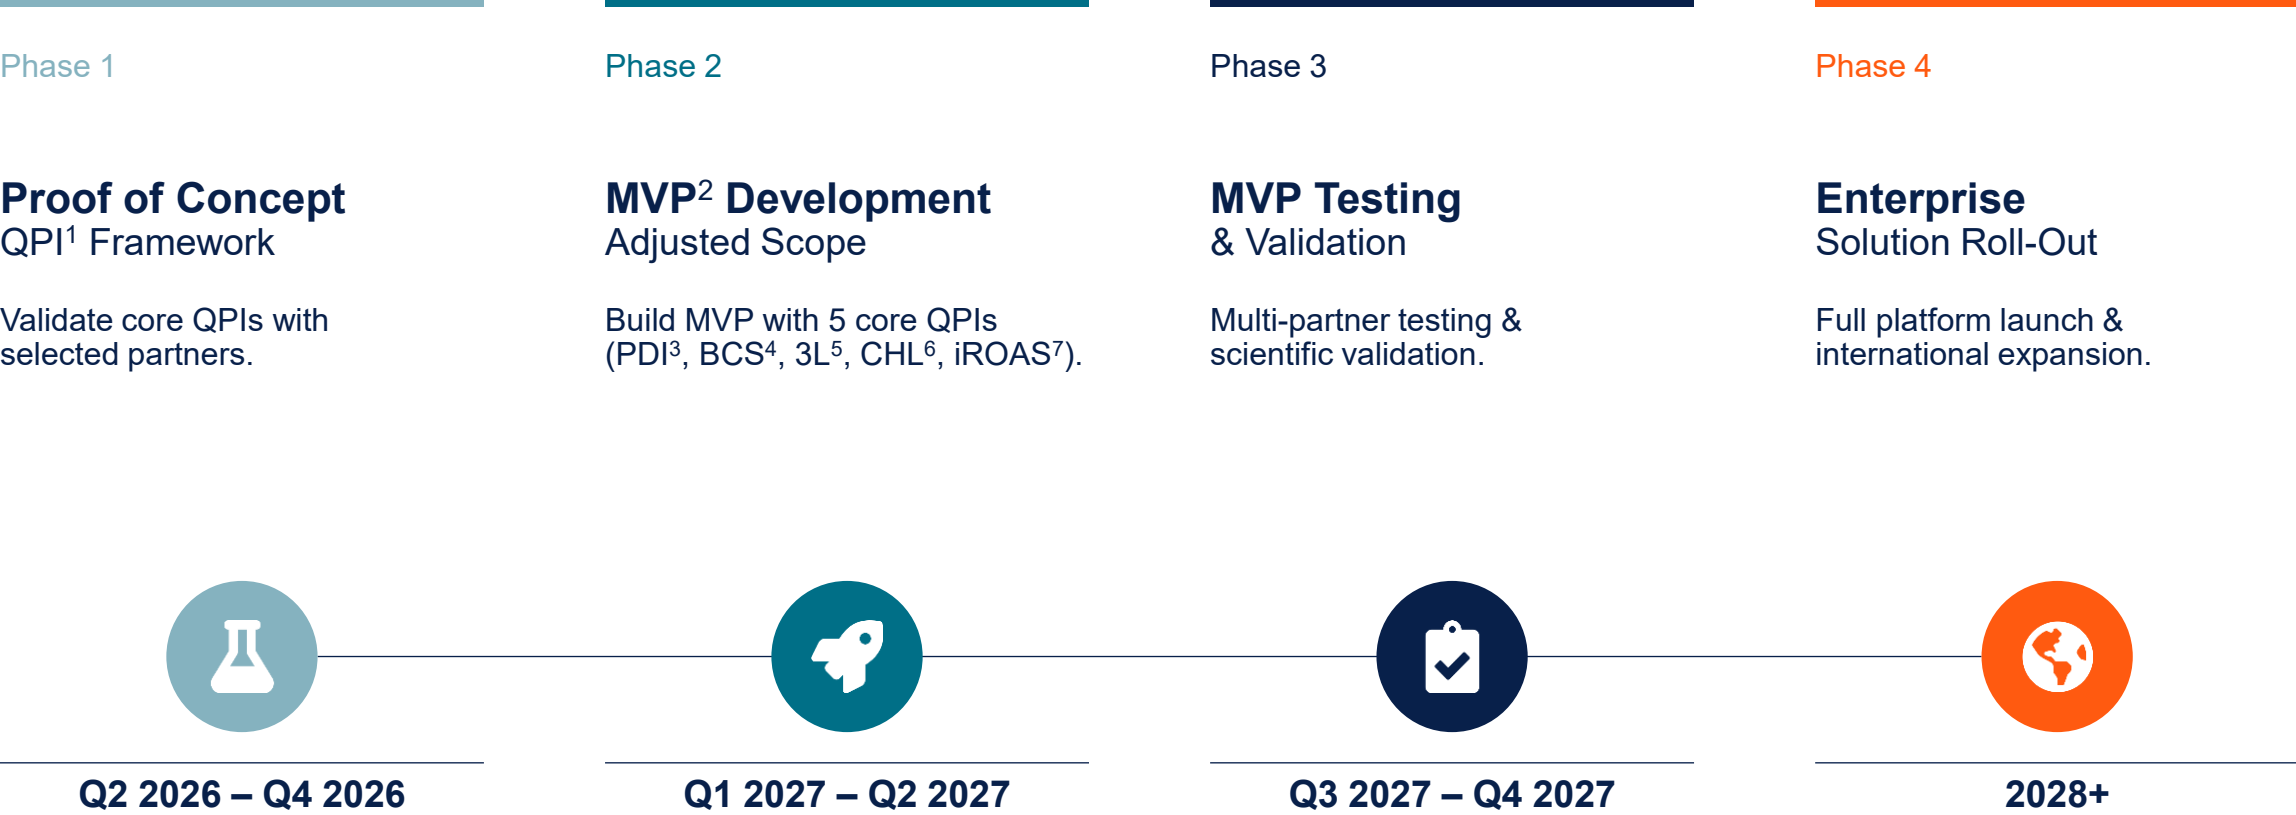 Phase 1
Proof of Concept
QPI¹ Framework
Validate core QPIs with
selected partners.
Q2 2026 – Q4 2026
Phase 2
MVP² Development
Adjusted Scope
Build MVP with 5 core QPIs
(PDI³, BCS⁴, 3L⁵, CHL⁶, iROAS⁷).
Q1 2027 – Q2 2027
Phase 3
MVP Testing
& Validation
Multi-partner testing &
scientific validation.
Q3 2027 – Q4 2027
Phase 4
Enterprise
Solution Roll-Out
Full platform launch &
international expansion.
2028+